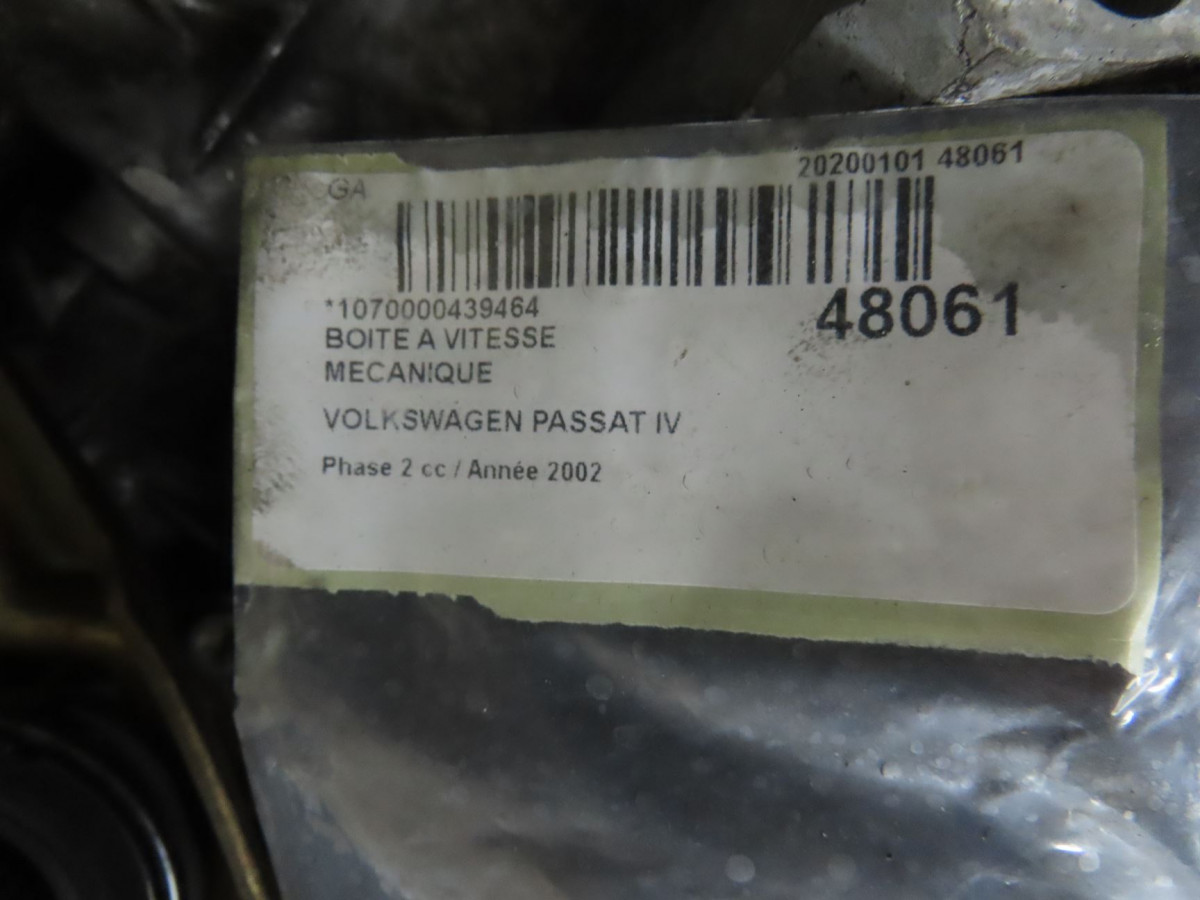 GA
20200101 48061
*1070000439464
48061
BOITE A VITESSE
MECANIQUE
VOLKSWAGEN PASSAT IV
Phase 2 cc / Année 2002